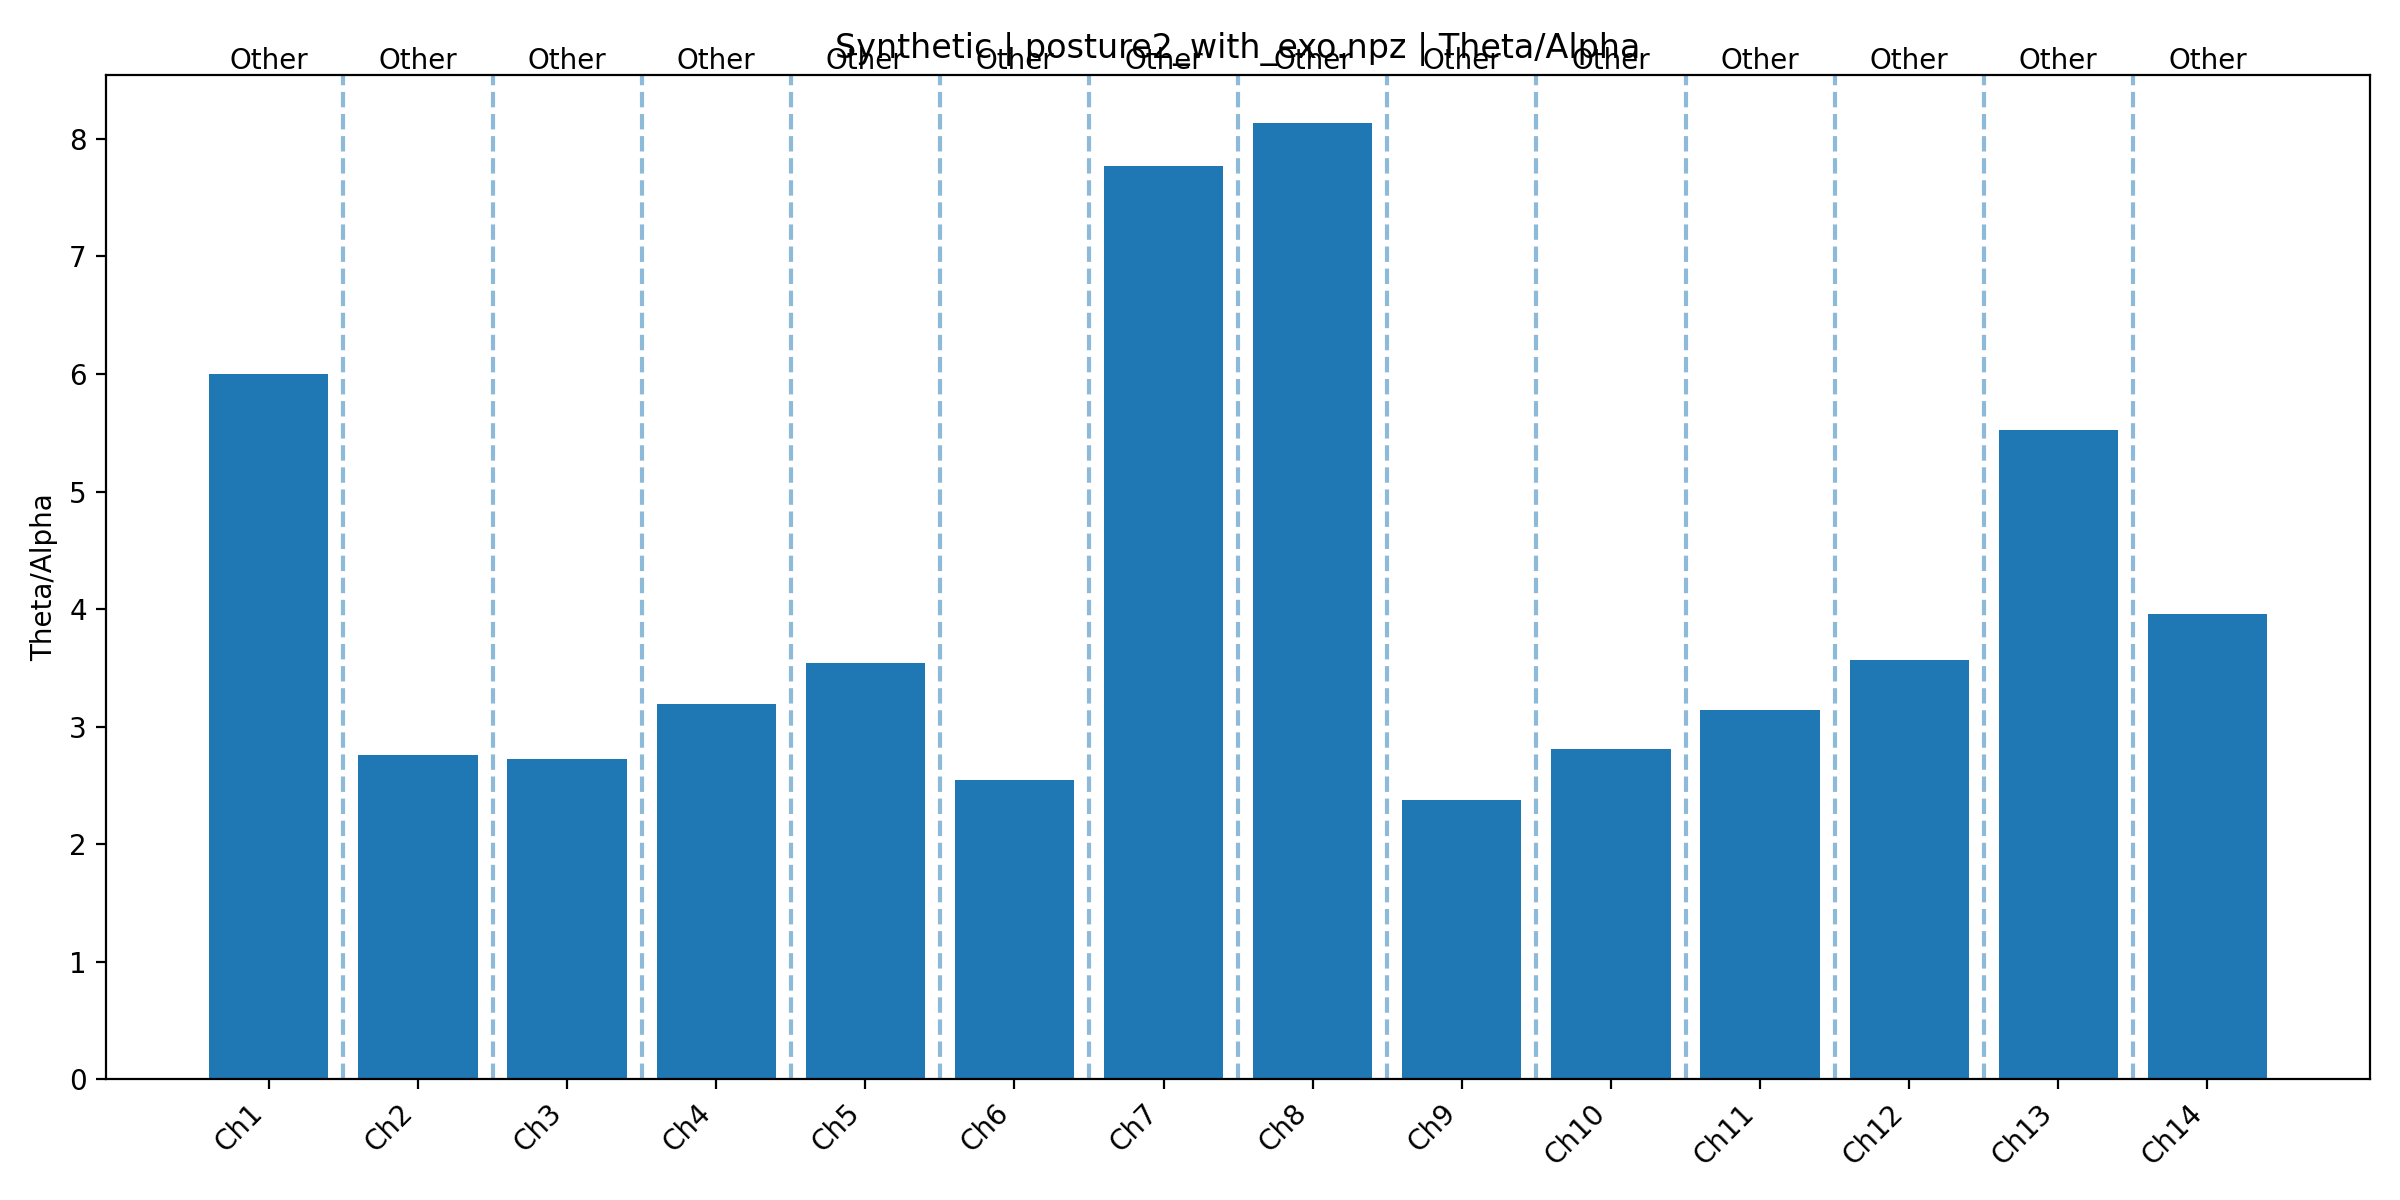 Synthetic | posture2_with_exo.npz | Theta/Alpha
Other Other Other Other Other Other Other Other Other Other Other Other Other Other
8
7
6
5
4
3
2
1
0
Theta/Alpha
Ch1 Ch2 Ch3 Ch4 Ch5 Ch6 Ch7 Ch8 Ch9 Ch10 Ch11 Ch12 Ch13 Ch14